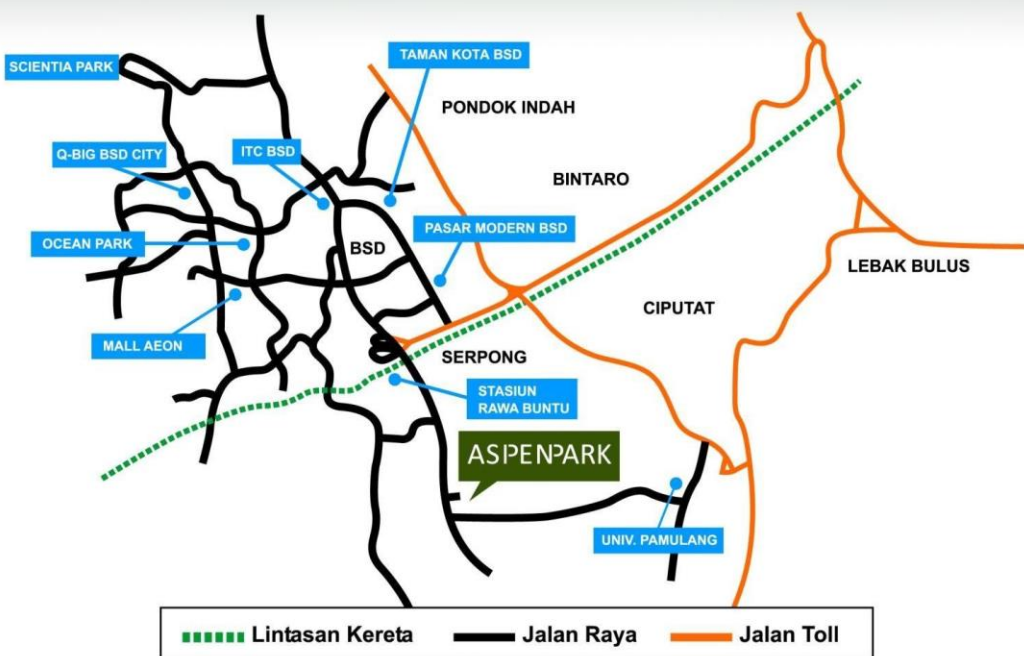 TAMAN KOTA BSD
SCIENTIA PARK
PONDOK INDAH
Q-BIG BSD CITY
ITC BSD
BINTARO
PASAR MODERN BSD
OCEAN PARK
BSD
LEBAK BULUS
CIPUTAT
MALL AEON
SERPONG
STASIUN
RAWA BUNTU
ASPENPARK
UNIV. PAMULANG
Lintasan Kereta
Jalan Raya
Jalan Toll